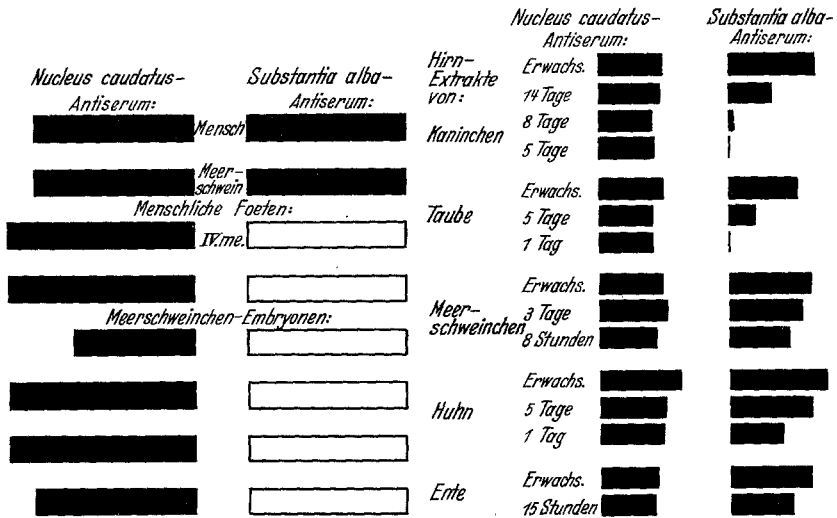 Nucleus caudatus-
Antiserum:
Substantia alba-
Antiserum:
Mensch
Meer-
schwein
Menschliche Foeten:
IV.me.
Meerschweinchen-Embryonen:
Hirn-
Extrakte
von:
Nucleus caudatus-
Antiserum:
Substantia alba-
Antiserum:
Kaninchen
Erwachs.
14 Tage
8 Tage
5 Tage
Taube
Erwachs.
5 Tage
1 Tag
Meer-
schweinchen
Erwachs.
3 Tage
8 Stunden
Huhn
Erwachs.
5 Tage
1 Tag
Ente
Erwachs.
15 Stunden